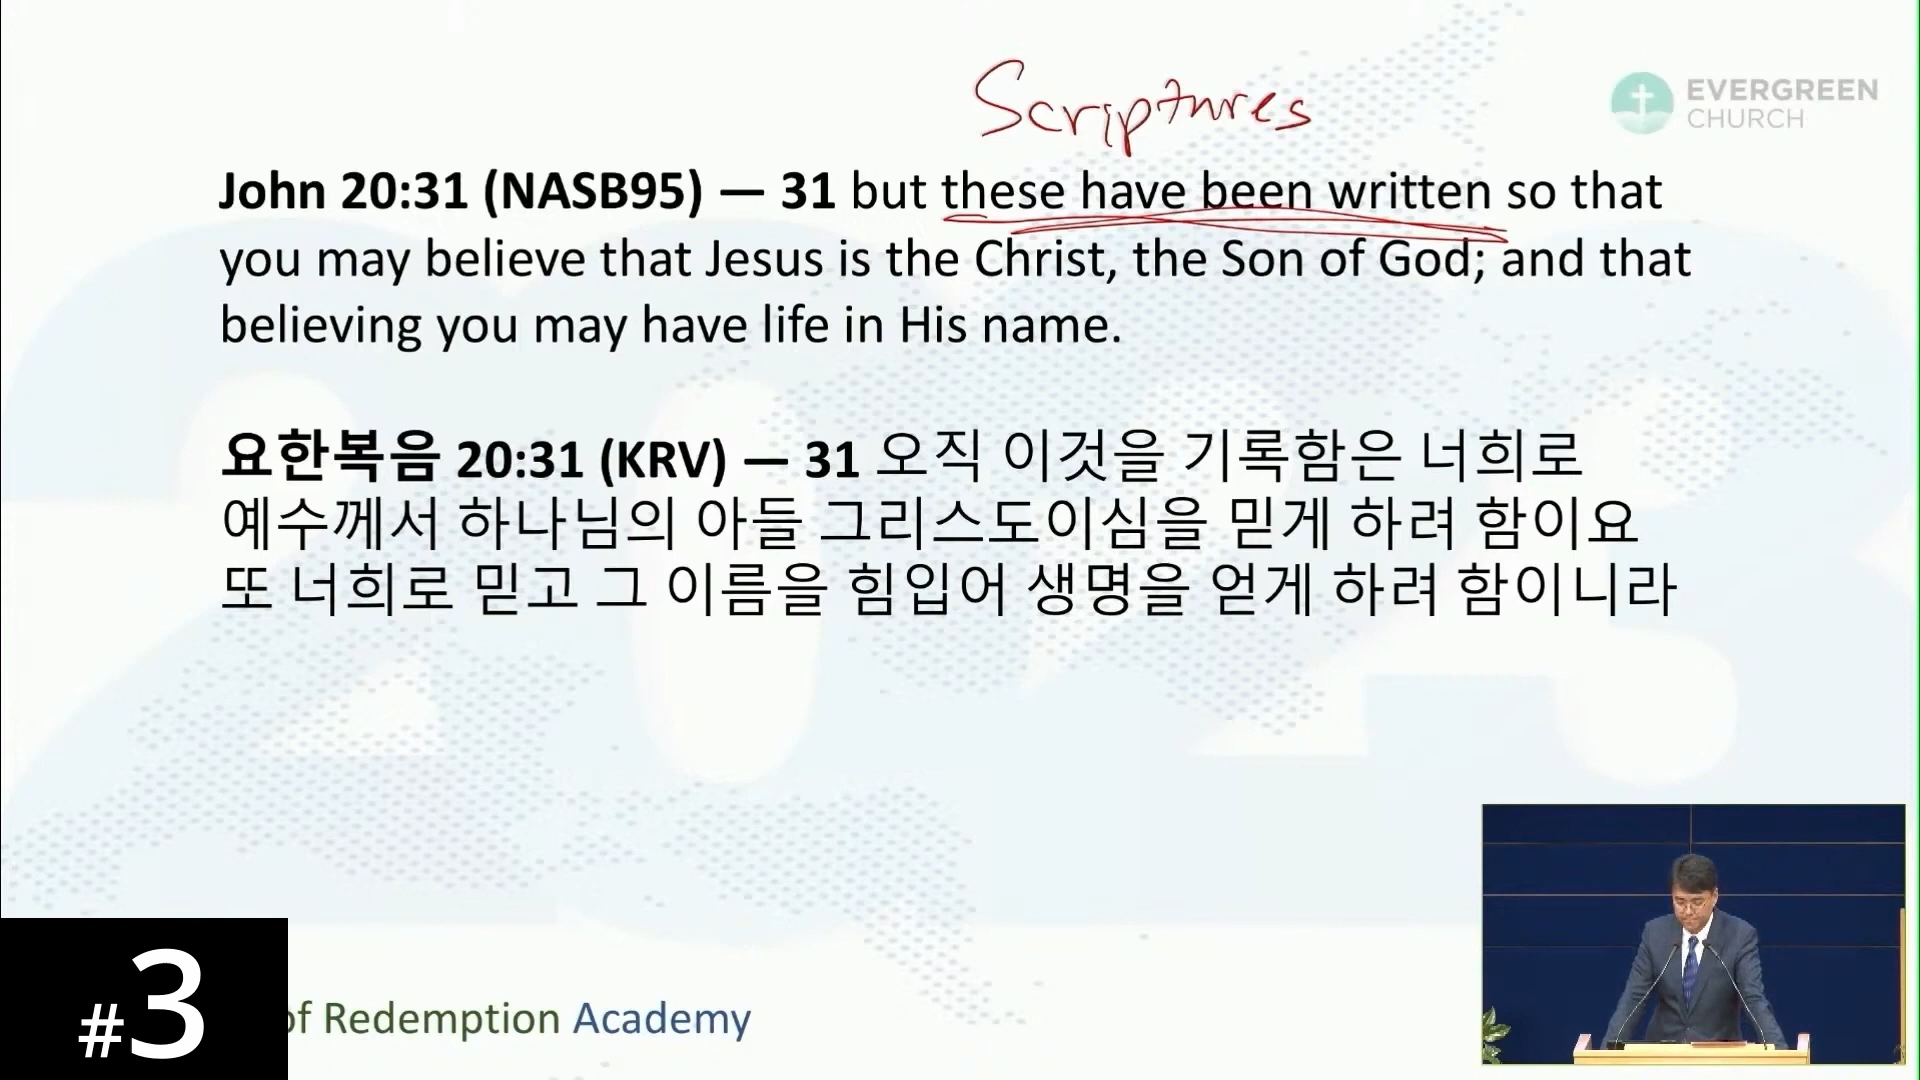 Scriptures
EVERGREEN
CHURCH
John 20:31 (NASB95) — 31 but these have been written so that
you may believe that Jesus is the Christ, the Son of God; and that
believing you may have life in His name.
요한복음 20:31 (KRV) — 31 오직 이것을 기록함은 너희로
예수께서 하나님의 아들 그리스도이심을 믿게 하려 함이요
또 너희로 믿고 그 이름을 힘입어 생명을 얻게 하려 함이니라
#3
of Redemption Academy